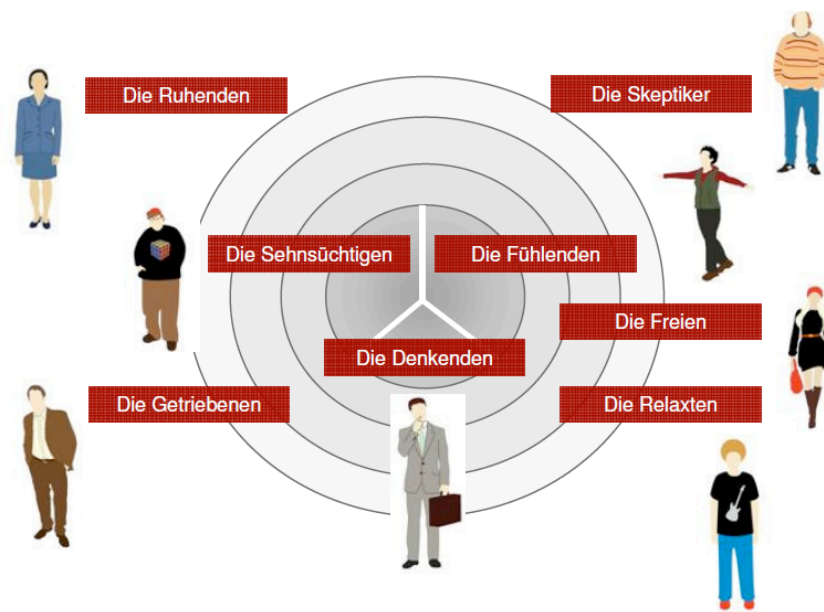 Die Ruhenden
Die Skeptiker
Die Sehnsüchtigen
Die Fühlenden
Die Freien
Die Denkenden
Die Getriebenen
Die Relaxten